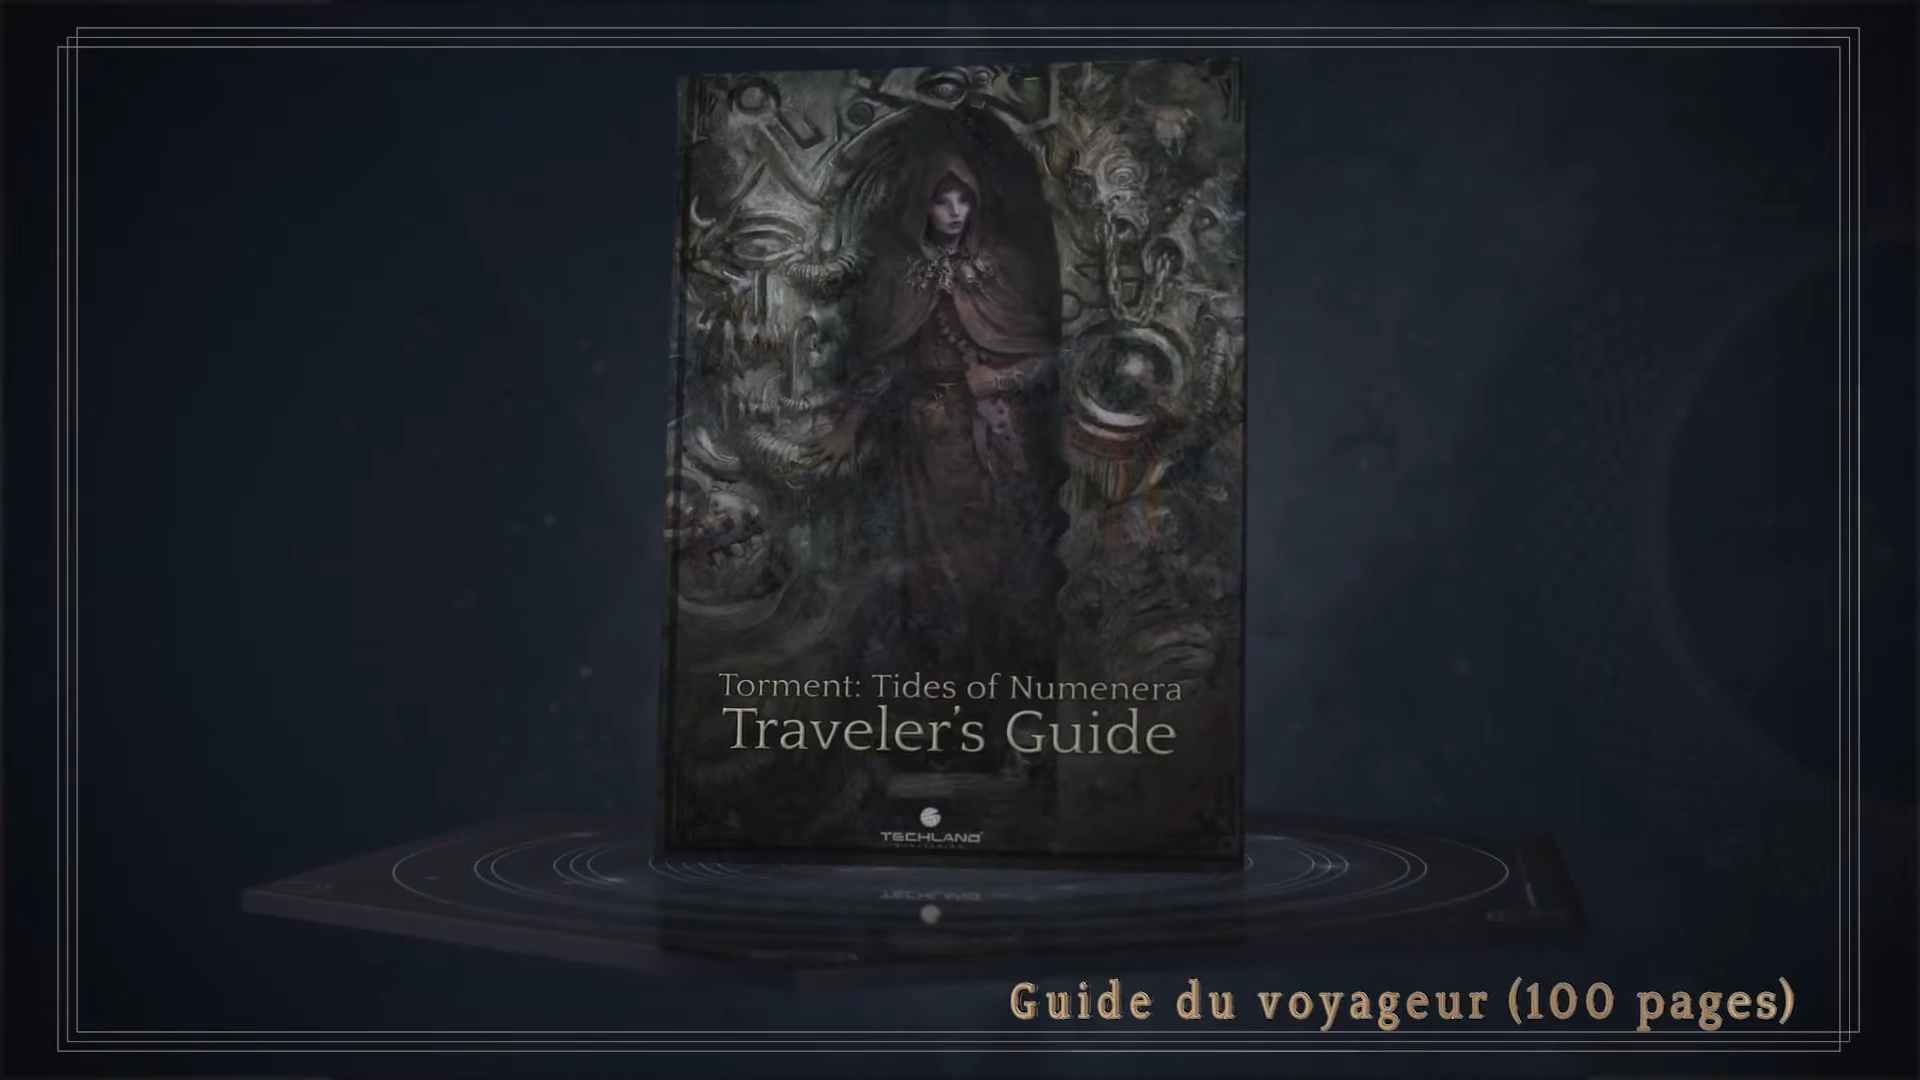 Torment: Tides of Numenera
Traveler's Guide
TECHLAND
Guide du voyageur (100 pages)